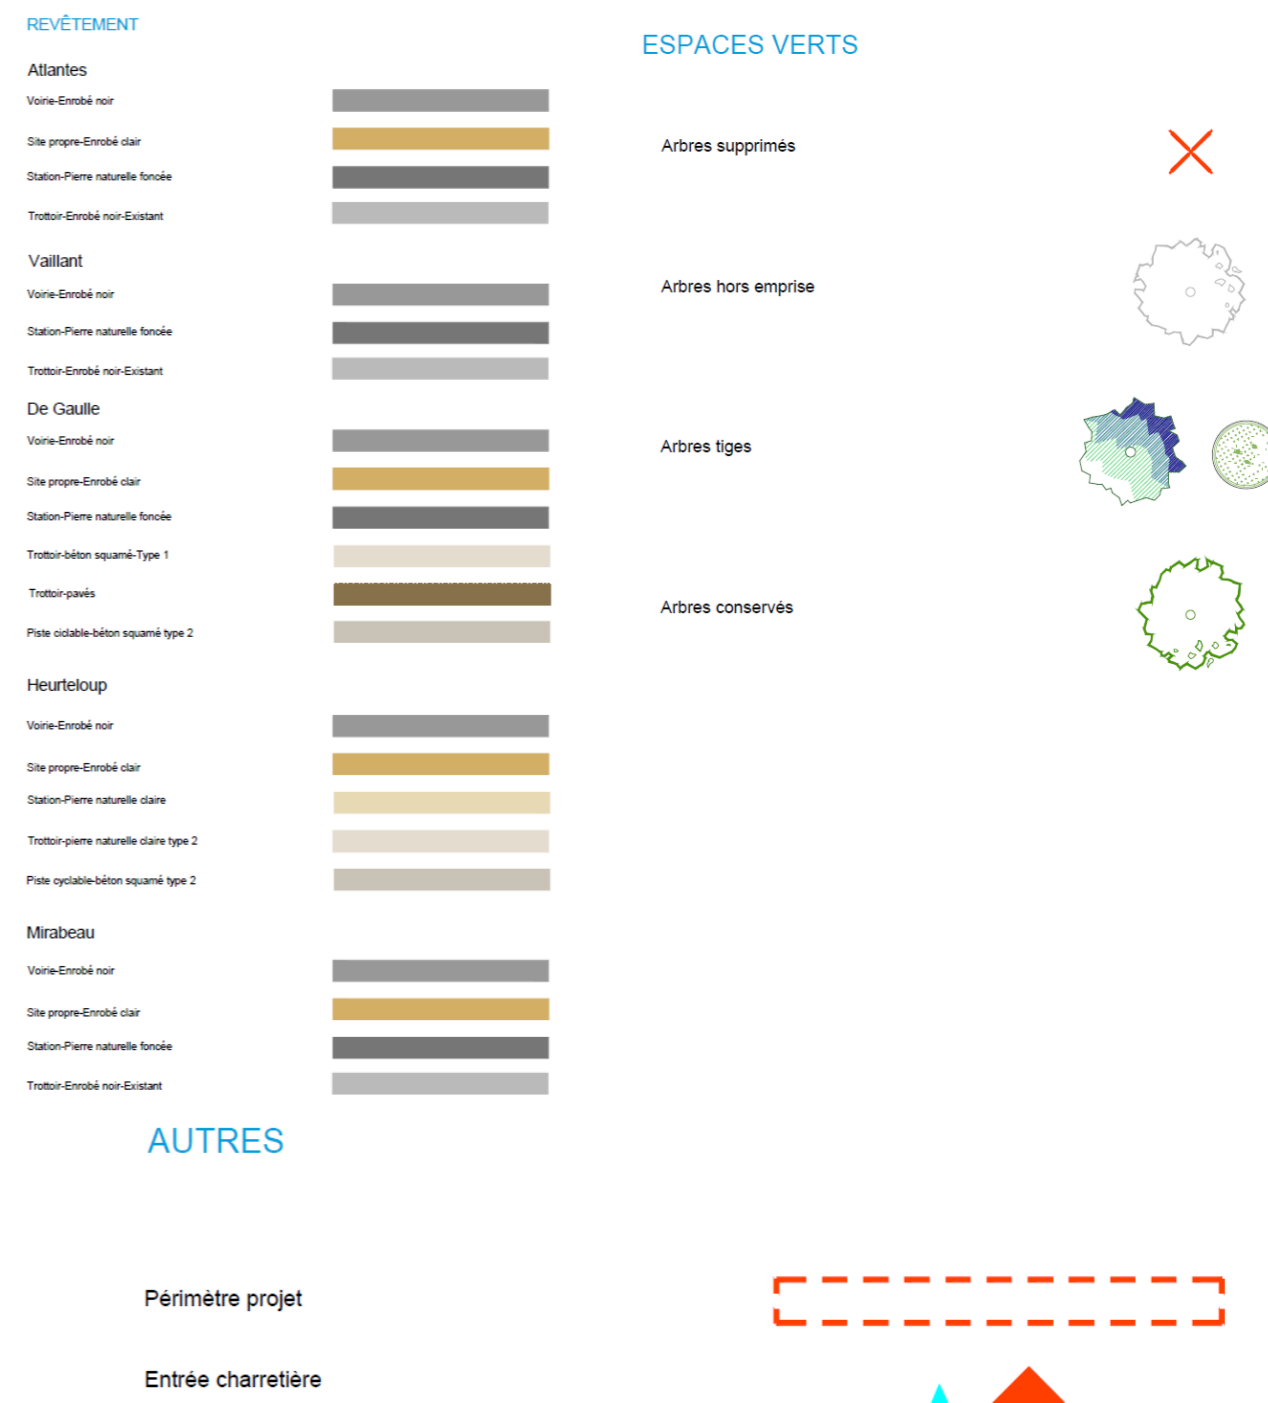 REVÊTEMENT
Atlantes
Voirie-Enrobé noir
Site propre-Enrobé clair
Station-Pierre naturelle foncée
Trottoir-Enrobé noir-Existant
Vaillant
Voirie-Enrobé noir
Station-Pierre naturelle foncée
Trottoir-Enrobé noir-Existant
De Gaulle
Voirie-Enrobé noir
Site propre-Enrobé clair
Station-Pierre naturelle foncée
Trottoir-béton squamé-Type 1
Trottoir-pavés
Piste ciclable-béton squamé type 2
Heurteloup
Voirie-Enrobé noir
Site propre-Enrobé clair
Station-Pierre naturelle claire
Trottoir-pierre naturelle claire type 2
Piste cyclable-béton squamé type 2
Mirabeau
Voirie-Enrobé noir
Site propre-Enrobé clair
Station-Pierre naturelle foncée
Trottoir-Enrobé noir-Existant
ESPACES VERTS
Arbres supprimés
Arbres hors emprise
Arbres tiges
Arbres conservés
AUTRES
Périmètre projet
Entrée charretière